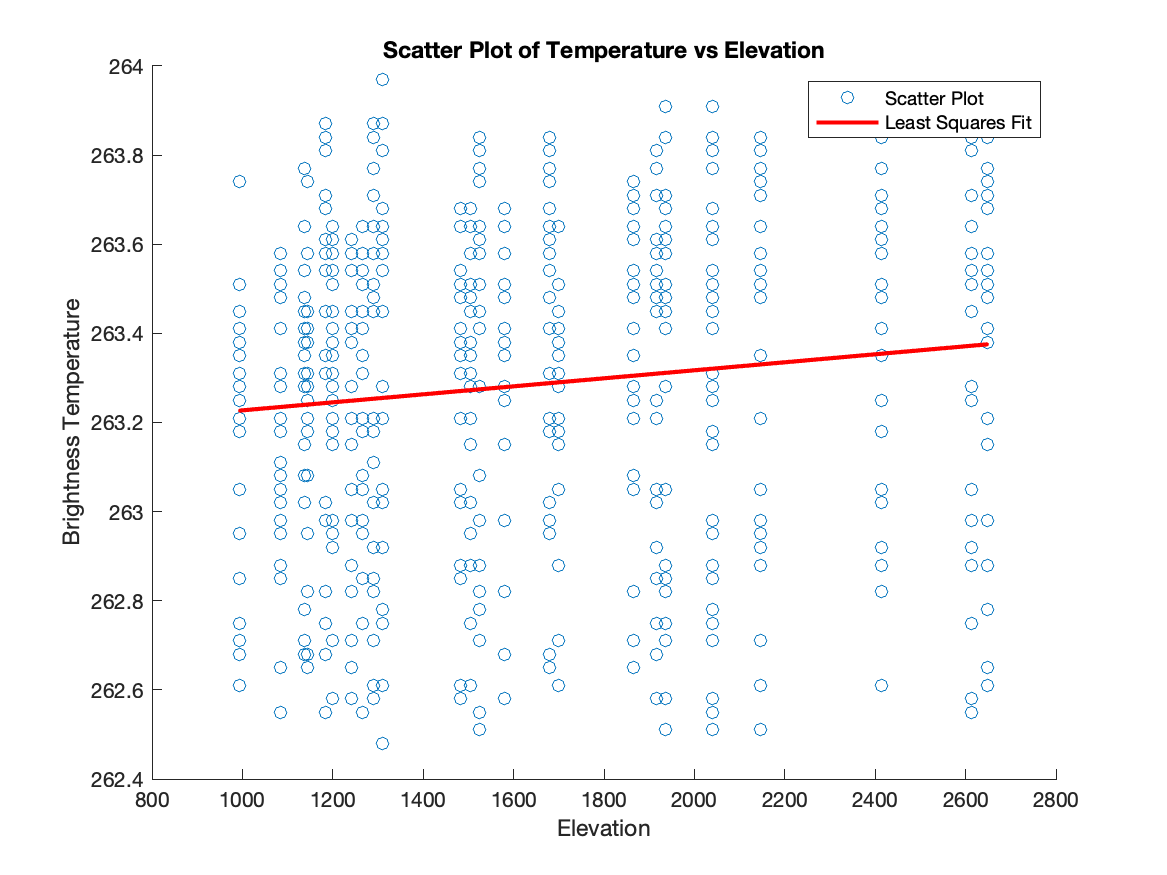 Scatter Plot of Temperature vs Elevation
Scatter Plot
Least Squares Fit
264
263.8
263.6
263.4
263.2
263
262.8
262.6
262.4
Brightness Temperature
800 1000 1200 1400 1600 1800 2000 2200 2400 2600 2800
Elevation